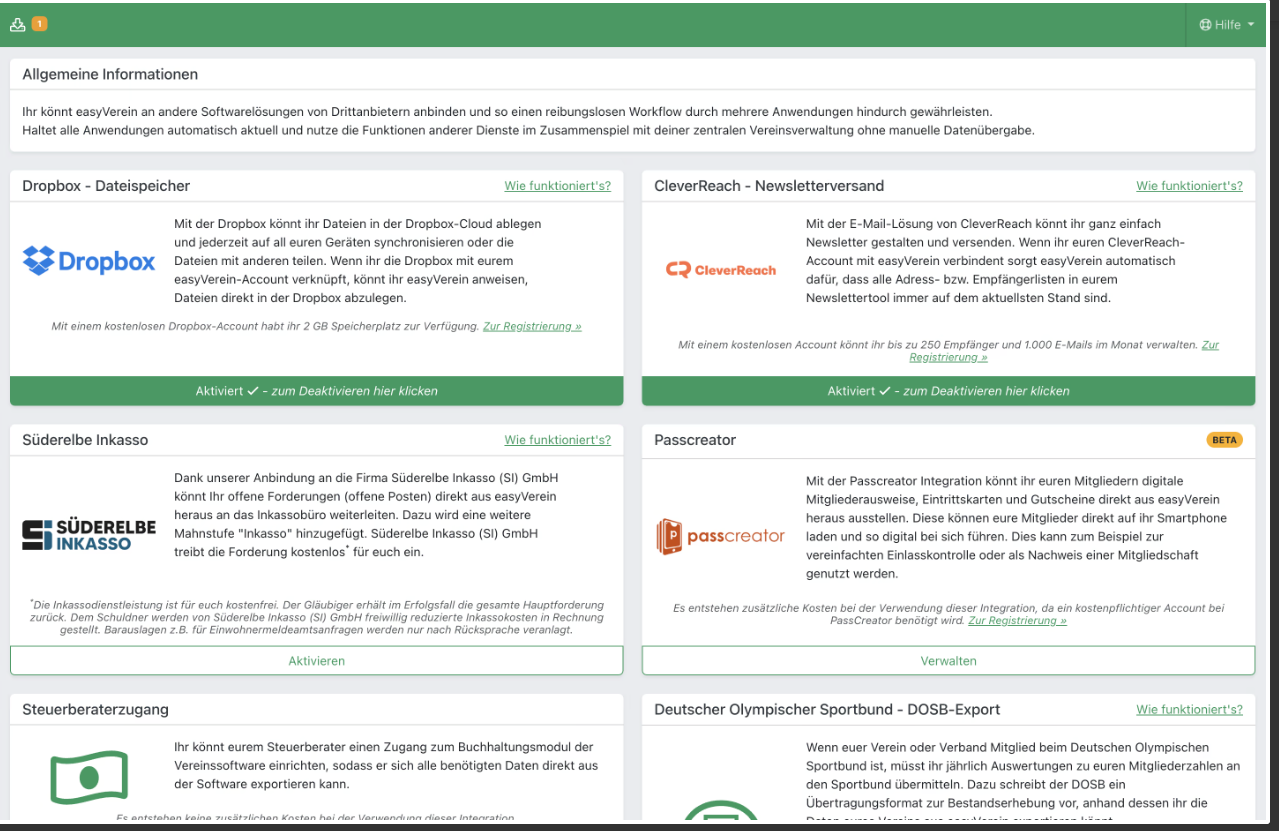 1
Hilfe
Allgemeine Informationen
Ihr könnt easyVerein an andere Softwarelösungen von Drittanbietern anbinden und so einen reibungslosen Workflow durch mehrere Anwendungen hindurch gewährleisten.
Haltet alle Anwendungen automatisch aktuell und nutze die Funktionen anderer Dienste im Zusammenspiel mit deiner zentralen Vereinsverwaltung ohne manuelle Datenübergabe.
Dropbox - Dateispeicher
Wie funktioniert's?
Dropbox
Mit der Dropbox könnt ihr Dateien in der Dropbox-Cloud ablegen
und jederzeit auf all euren Geräten synchronisieren oder die
Dateien mit anderen teilen. Wenn ihr die Dropbox mit eurem
easyVerein-Account verknüpft, könnt ihr easyVerein anweisen,
Dateien direkt in der Dropbox abzulegen.
Mit einem kostenlosen Dropbox-Account habt ihr 2 GB Speicherplatz zur Verfügung. Zur Registrierung »
Aktiviert ✓ - zum Deaktivieren hier klicken
CleverReach - Newsletterversand
Wie funktioniert's?
CleverReach
Mit der E-Mail-Lösung von CleverReach könnt ihr ganz einfach
Newsletter gestalten und versenden. Wenn ihr euren CleverReach-
Account mit easyVerein verbindent sorgt easyVerein automatisch
dafür, dass alle Adress- bzw. Empfängerlisten in eurem
Newslettertool immer auf dem aktuellsten Stand sind.
Mit einem kostenlosen Account könnt ihr bis zu 250 Empfänger und 1.000 E-Mails im Monat verwalten. Zur
Registrierung »
Aktiviert ✓ - zum Deaktivieren hier klicken
Süderelbe Inkasso
Wie funktioniert's?
SÜDERELBE
INKASSO
Dank unserer Anbindung an die Firma Süderelbe Inkasso (SI) GmbH
könnt Ihr offene Forderungen (offene Posten) direkt aus easyVerein
heraus an das Inkassobüro weiterleiten. Dazu wird eine weitere
Mahnstufe "Inkasso" hinzugefügt. Süderelbe Inkasso (SI) GmbH
treibt die Forderung kostenlos* für euch ein.
*Die Inkassodienstleistung ist für euch kostenfrei. Der Gläubiger erhält im Erfolgsfall die gesamte Hauptforderung
zurück. Dem Schuldner werden von Süderelbe Inkasso (SI) GmbH freiwillig reduzierte Inkassokosten in Rechnung
gestellt. Barauslagen z.B. für Einwohnermeldeamtsanfragen werden nur nach Rücksprache veranlagt.
Aktivieren
Passcreator
BETA
passcreator
Mit der Passcreator Integration könnt ihr euren Mitgliedern digitale
Mitgliederausweise, Eintrittskarten und Gutscheine direkt aus easyVerein
heraus ausstellen. Diese können eure Mitglieder direkt auf ihr Smartphone
laden und so digital bei sich führen. Dies kann zum Beispiel zur
vereinfachten Einlasskontrolle oder als Nachweis einer Mitgliedschaft
genutzt werden.
Es entstehen zusätzliche Kosten bei der Verwendung dieser Integration, da ein kostenpflichtiger Account bei
PassCreator benötigt wird. Zur Registrierung »
Verwalten
Steuerberaterzugang
Ihr könnt eurem Steuerberater einen Zugang zum Buchhaltungsmodul der
Vereinssoftware einrichten, sodass er sich alle benötigten Daten direkt aus
der Software exportieren kann.
Es entstehen keine zusätzlichen Kosten bei der Verwendung dieser Integration
Deutscher Olympischer Sportbund - DOSB-Export
Wie funktioniert's?
Wenn euer Verein oder Verband Mitglied beim Deutschen Olympischen
Sportbund ist, müsst ihr jährlich Auswertungen zu euren Mitgliederzahlen an
den Sportbund übermitteln. Dazu schreibt der DOSB ein
Übertragungsformat zur Bestandserhebung vor, anhand dessen ihr die
Daten eures Vereins aus easyVerein exportieren könnt